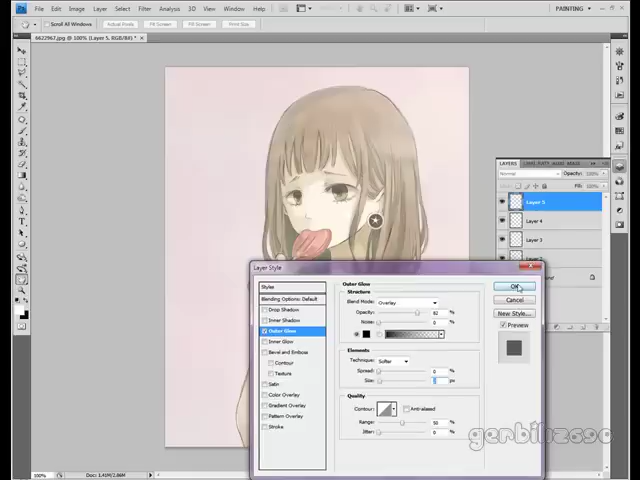 File Edit Image Layer Select Filter Analysis 3D View Window Help
PAINTING
Scroll All Windows Actual Pixels Fit Screen Fit Screen Print Size
6622967.jpg @ 100% (Layer 5, RGB/8#) *
LAYERS
Normal Opacity: 100%
Fill: 100%
Layer 5
Layer 4
Layer 3
Layer Style
Styles
Blending Options: Default
Drop Shadow
Inner Shadow
Outer Glow
Inner Glow
Bevel and Emboss
Contour
Texture
Satin
Color Overlay
Gradient Overlay
Pattern Overlay
Stroke
Outer Glow
Structure
Blend Mode: Overlay
Opacity: 82 %
Noise: 0 %
Elements
Technique: Softer
Spread: 0 %
Size: px
Quality
Contour: Anti-aliased
Range: 50 %
Jitter: 0 %
OK
Cancel
New Style...
Preview
100% Doc: 3.41M/2.86M